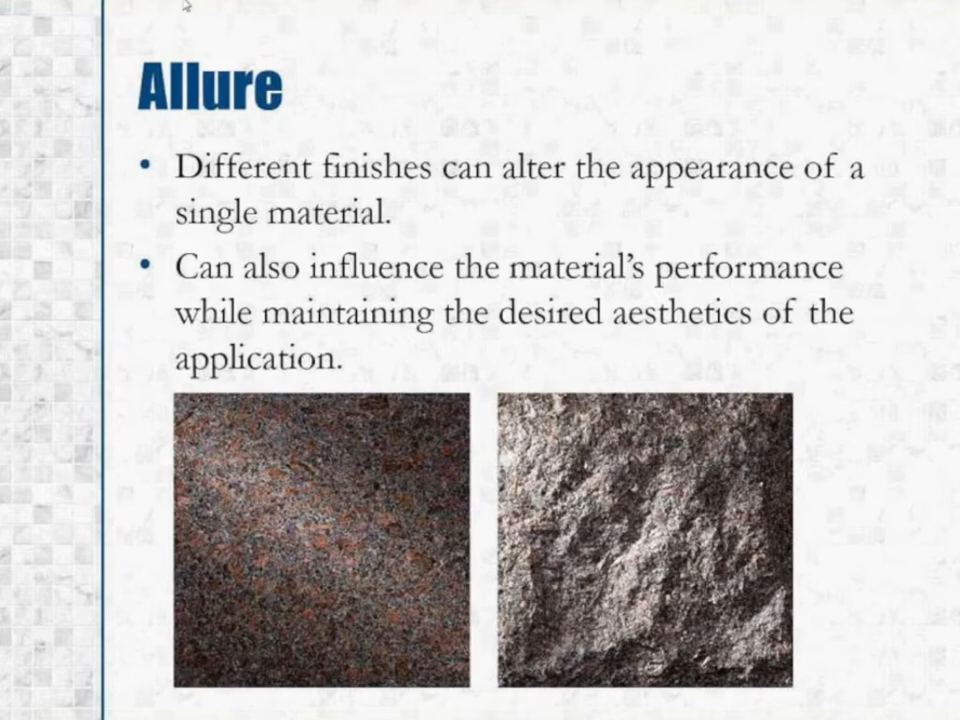 Allure
• Different finishes can alter the appearance of a
single material.
• Can also influence the material’s performance
while maintaining the desired aesthetics of the
application.